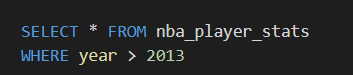 SELECT * FROM nba_player_stats
WHERE year > 2013